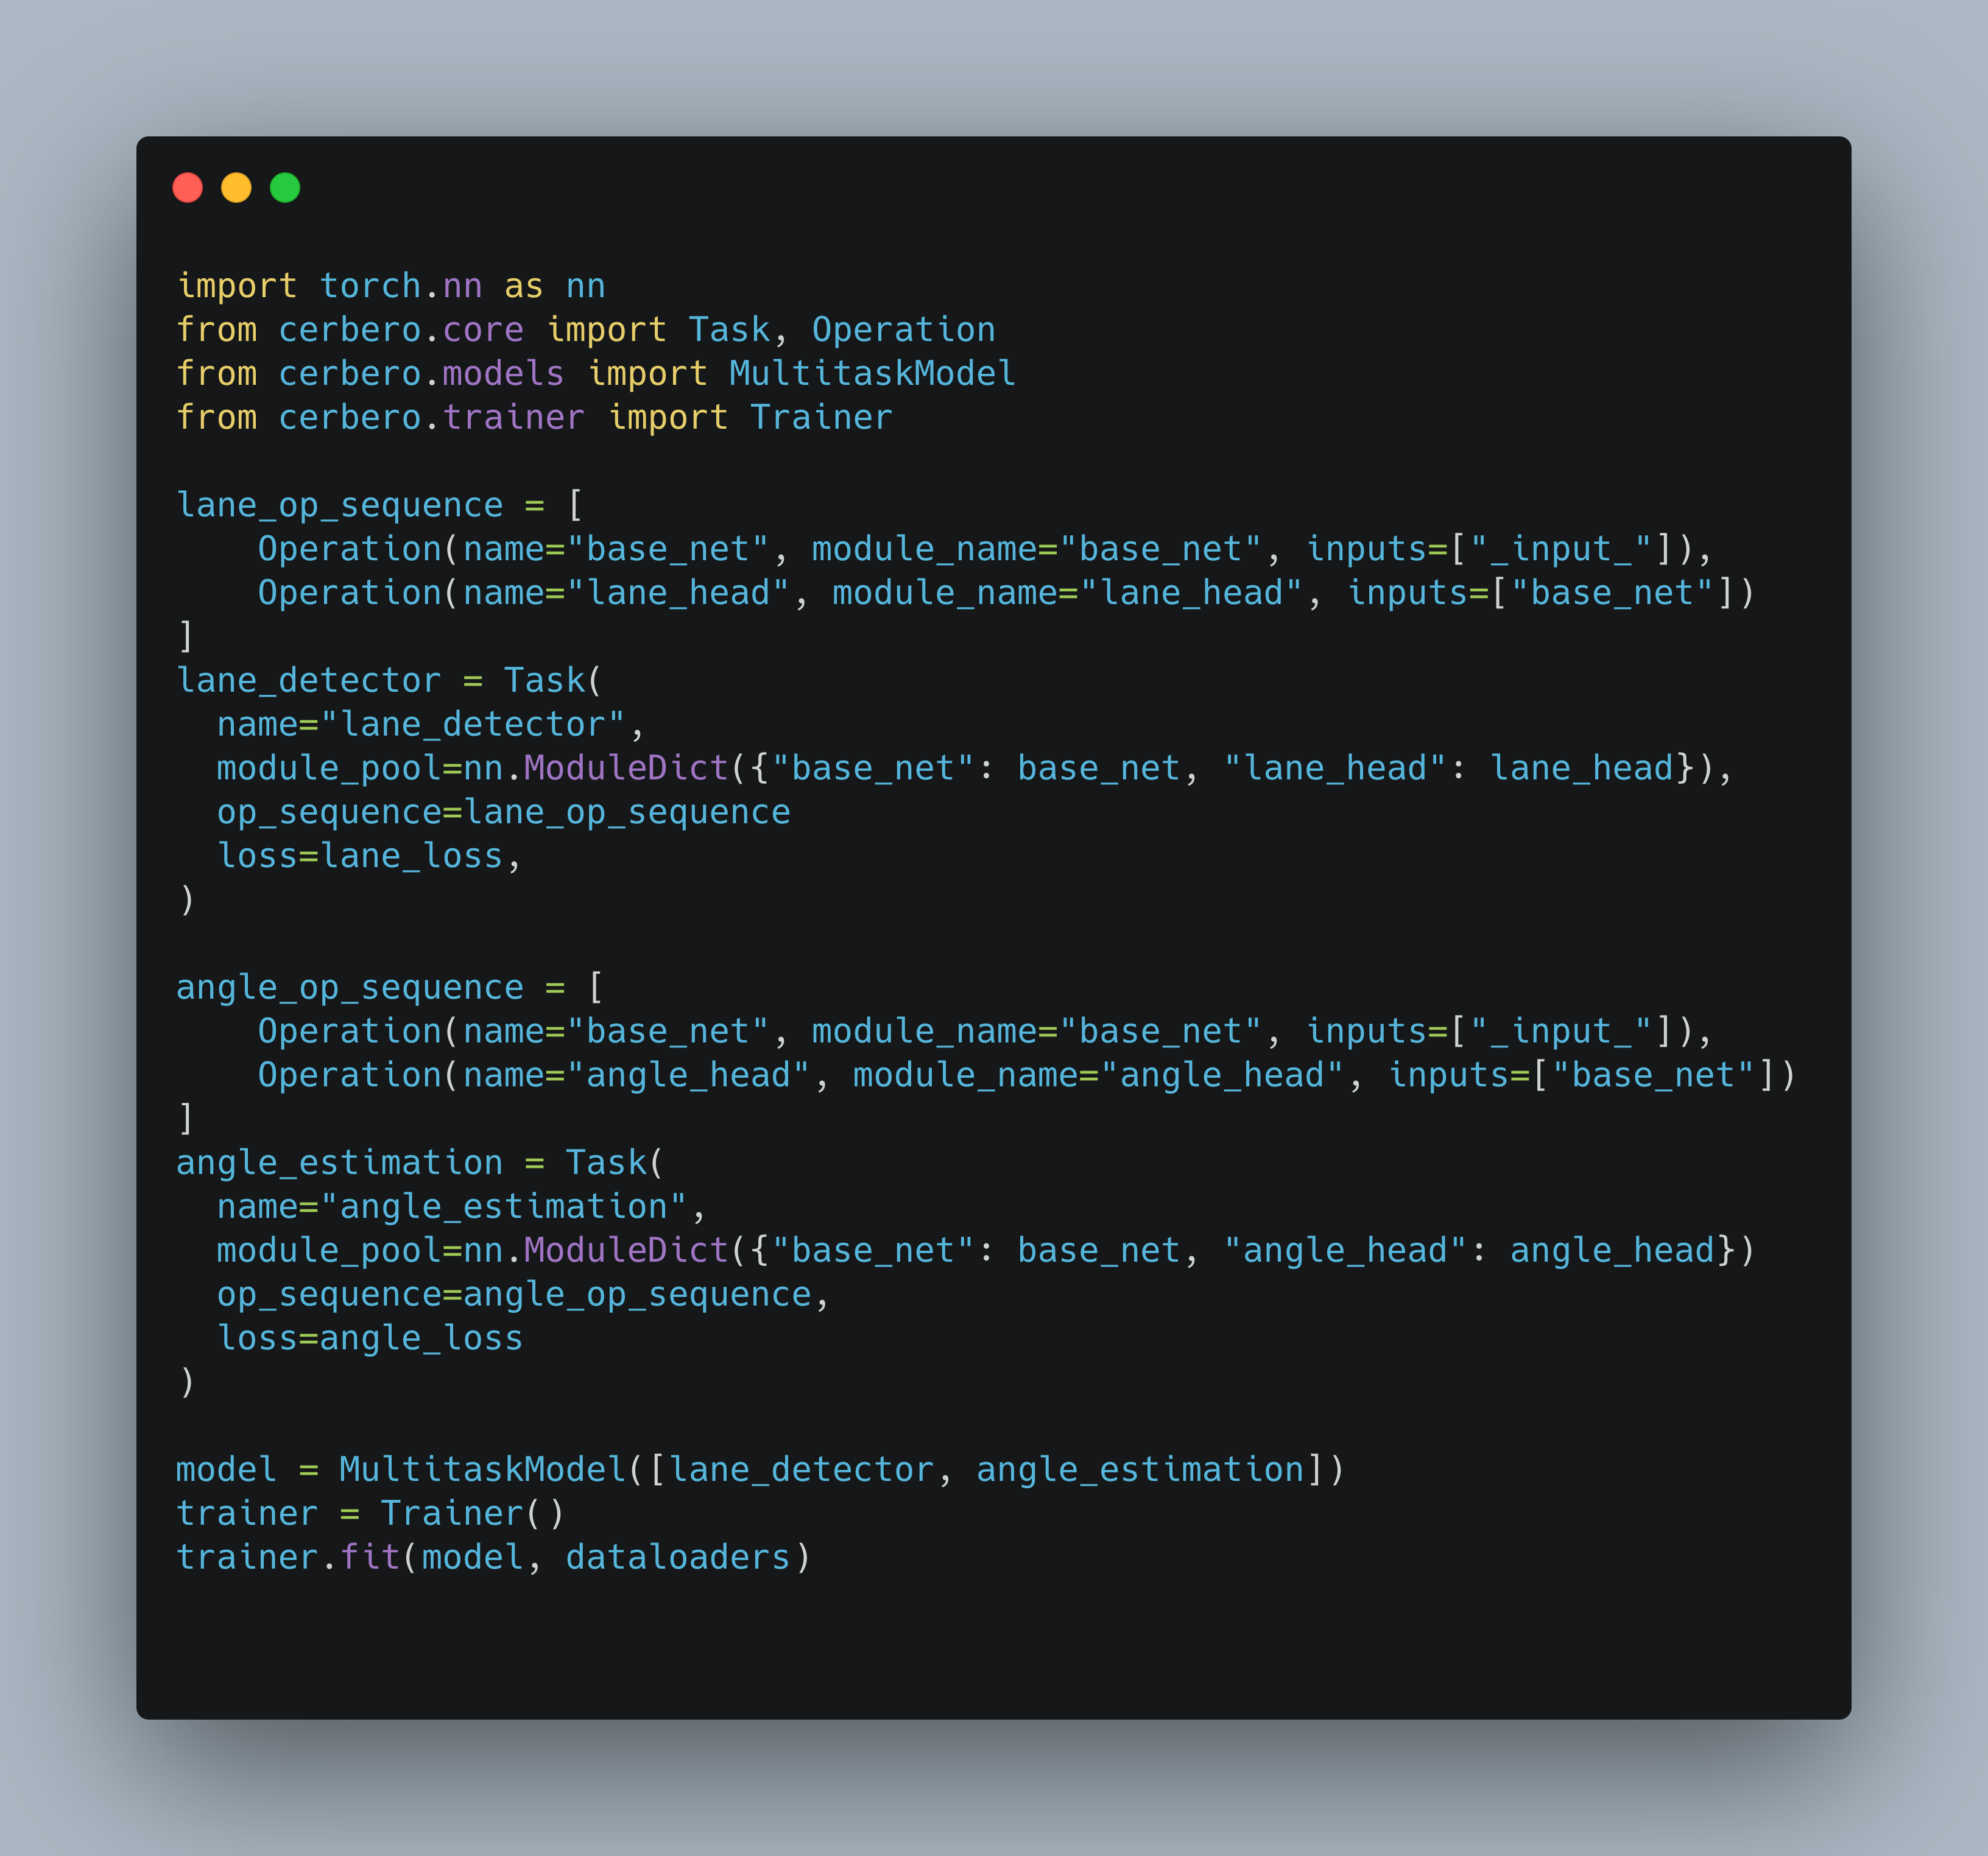 import torch.nn as nn
from cerbero.core import Task, Operation
from cerbero.models import MultitaskModel
from cerbero.trainer import Trainer

lane_op_sequence = [
    Operation(name="base_net", module_name="base_net", inputs=["_input_"]),
    Operation(name="lane_head", module_name="lane_head", inputs=["base_net"])
]
lane_detector = Task(
  name="lane_detector",
  module_pool=nn.ModuleDict({"base_net": base_net, "lane_head": lane_head}),
  op_sequence=lane_op_sequence
  loss=lane_loss,
)

angle_op_sequence = [
    Operation(name="base_net", module_name="base_net", inputs=["_input_"]),
    Operation(name="angle_head", module_name="angle_head", inputs=["base_net"])
]
angle_estimation = Task(
  name="angle_estimation",
  module_pool=nn.ModuleDict({"base_net": base_net, "angle_head": angle_head})
  op_sequence=angle_op_sequence,
  loss=angle_loss
)

model = MultitaskModel([lane_detector, angle_estimation])
trainer = Trainer()
trainer.fit(model, dataloaders)